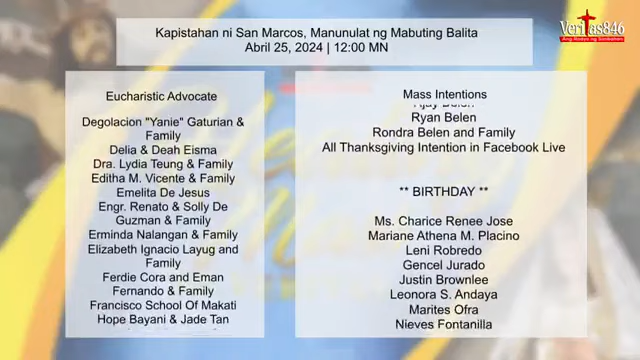 Kapistahan ni San Marcos, Manunulat ng Mabuting Balita
Abril 25, 2024 | 12:00 MN
Veritas846
Ang Radyo ng Simbahan
Eucharistic Advocate
Degolacion "Yanie" Gaturian &
Family
Delia & Deah Eisma
Dra. Lydia Teung & Family
Editha M. Vicente & Family
Emelita De Jesus
Engr. Renato & Solly De
Guzman & Family
Erminda Nalangan & Family
Elizabeth Ignacio Layug and
Family
Ferdie Cora and Eman
Fernando & Family
Francisco School Of Makati
Hope Bayani & Jade Tan
Mass Intentions
Ryan Belen
Rondra Belen and Family
All Thanksgiving Intention in Facebook Live
** BIRTHDAY **
Ms. Charice Renee Jose
Mariane Athena M. Placino
Leni Robredo
Gencel Jurado
Justin Brownlee
Leonora S. Andaya
Marites Ofra
Nieves Fontanilla